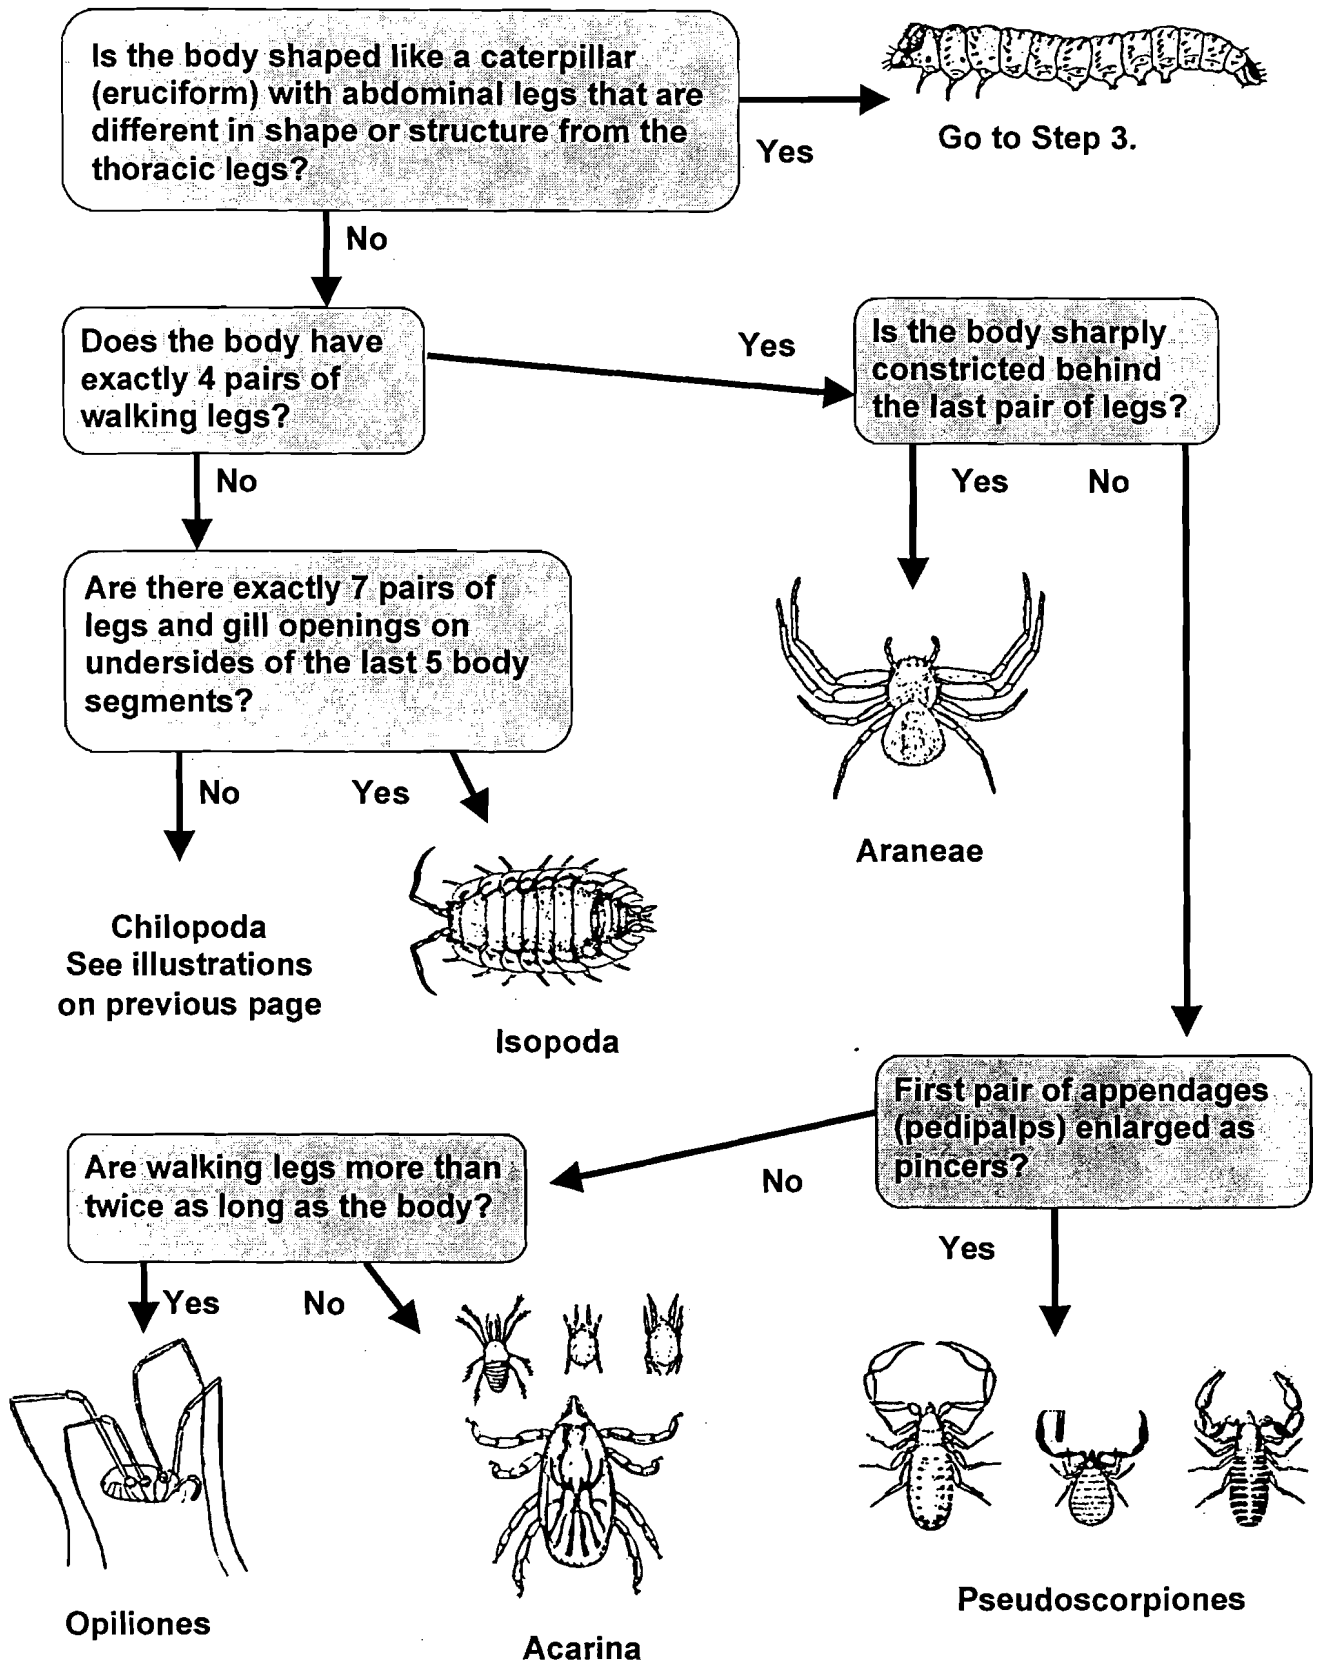 Is the body shaped like a caterpillar
(eruciform) with abdominal legs that are
different in shape or structure from the
thoracic legs?
Yes
Go to Step 3.
No
Does the body have
exactly 4 pairs of
walking legs?
Yes
Is the body sharply
constricted behind
the last pair of legs?
No
Yes
No
Are there exactly 7 pairs of
legs and gill openings on
undersides of the last 5 body
segments?
No
Yes
Araneae
Chilopoda
See illustrations
on previous page
Isopoda
First pair of appendages
(pedipalps) enlarged as
pincers?
No
Are walking legs more than
twice as long as the body?
Yes
Yes
No
Opiliones
Acarina
Pseudoscorpiones